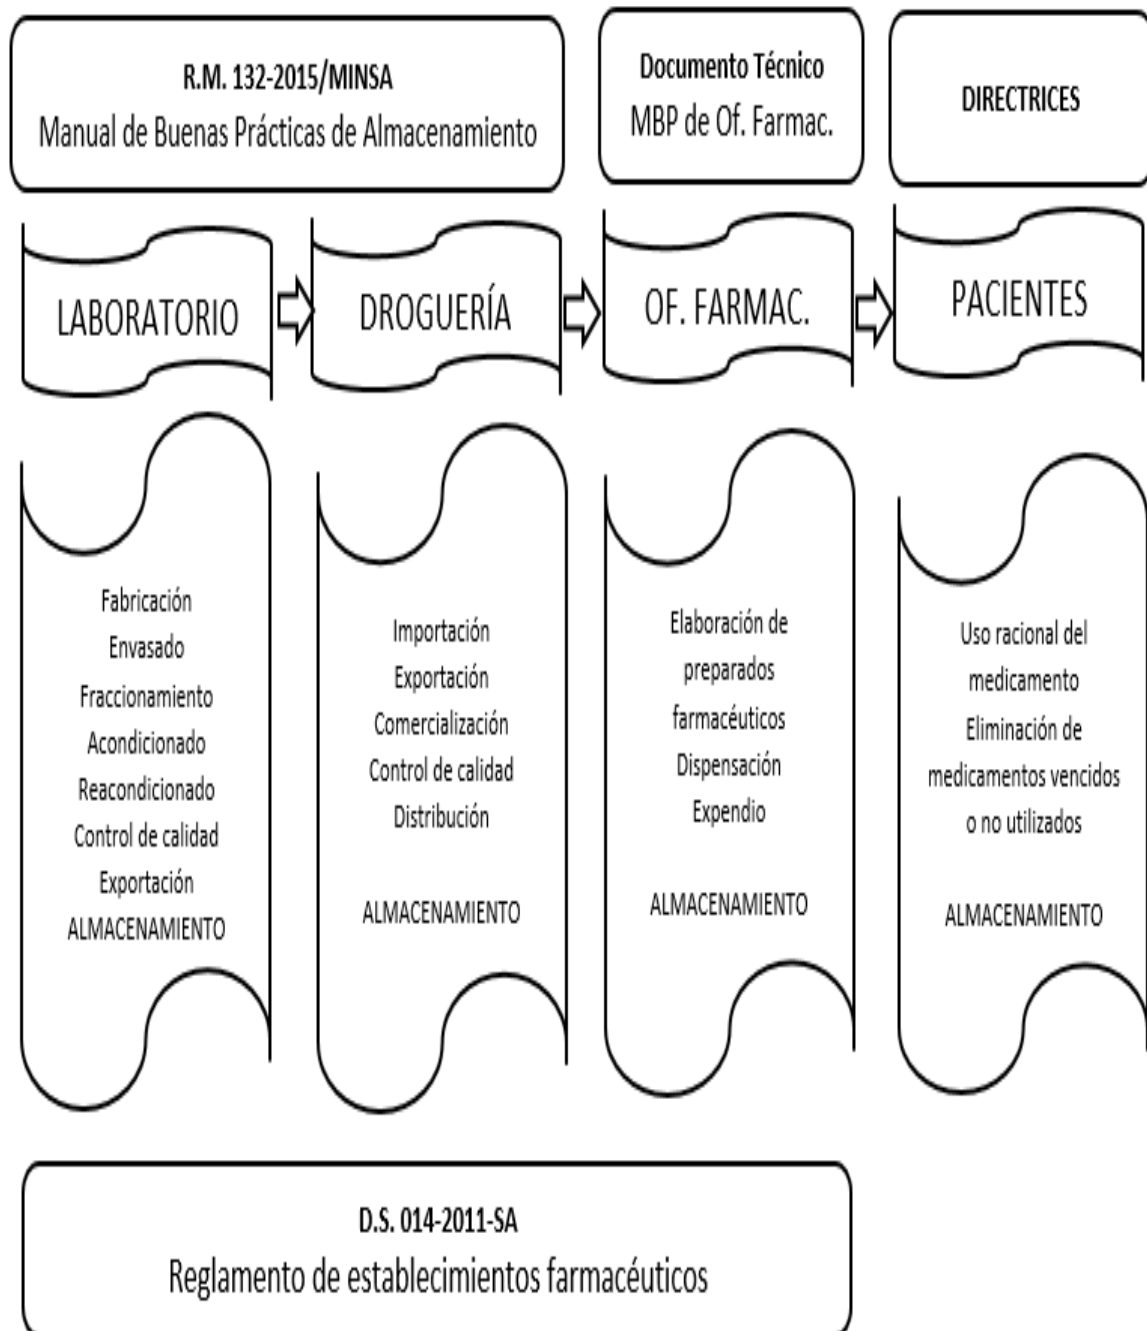 R.M. 132-2015/MINSA
Manual de Buenas Prácticas de Almacenamiento
Documento Técnico
MBP de Of. Farmac.
DIRECTRICES
LABORATORIO
DROGUERÍA
OF. FARMAC.
PACIENTES
Fabricación
Envasado
Fraccionamiento
Acondicionado
Reacondicionado
Control de calidad
Exportación
ALMACENAMIENTO
Importación
Exportación
Comercialización
Control de calidad
Distribución
ALMACENAMIENTO
Elaboración de
preparados
farmacéuticos
Dispensación
Expendio
ALMACENAMIENTO
Uso racional del
medicamento
Eliminación de
medicamentos vencidos
o no utilizados
ALMACENAMIENTO
D.S. 014-2011-SA
Reglamento de establecimientos farmacéuticos